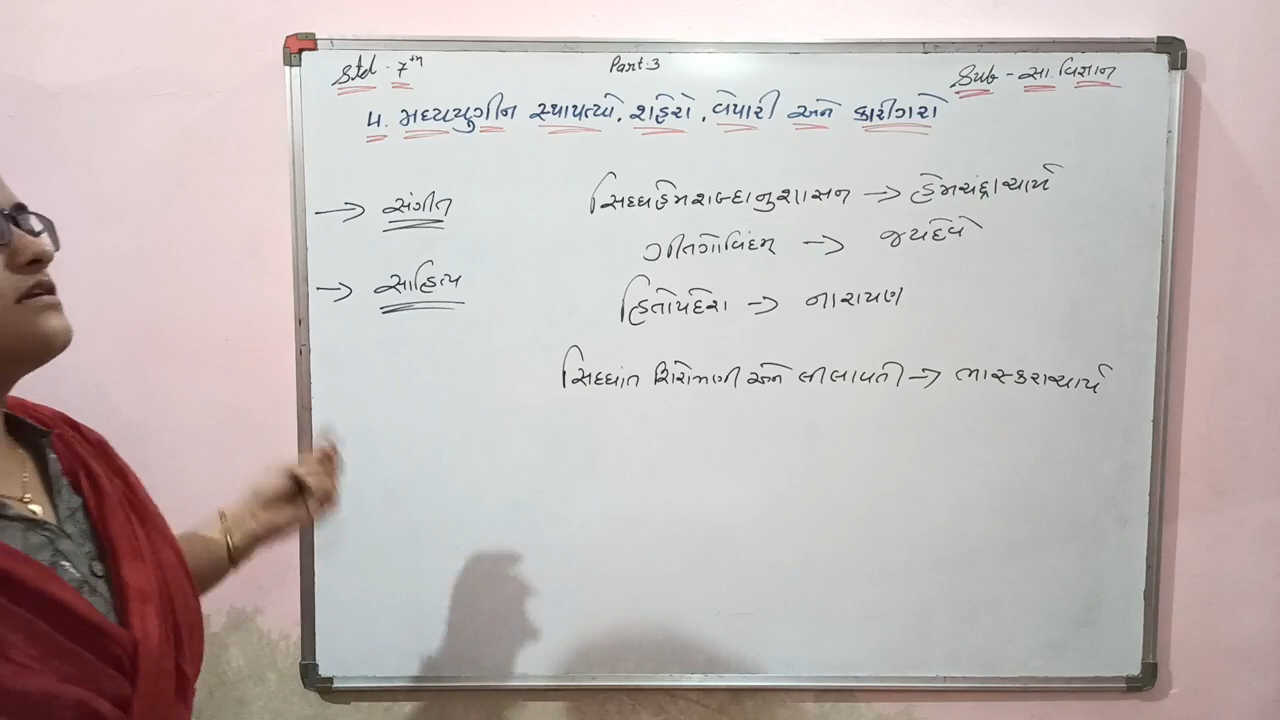 Std - 7th
Part-3
Sub - સા. વિજ્ઞાન
૫. મધ્યયુગીન સ્થાપત્યો, શહેરો, વેપારી અને કારીગરો
→ સંગીત
સિધ્ધહેમશબ્દાનુશાસન → હેમચંદ્રાચાર્ય
ગીતગોવિંદમ્ → જયદેવ
→ સાહિત્ય
હિતોપદેશ → નારાયણ
સિધ્ધાંત શિરોમણી અને લીલાવતી → ભાસ્કરાચાર્ય